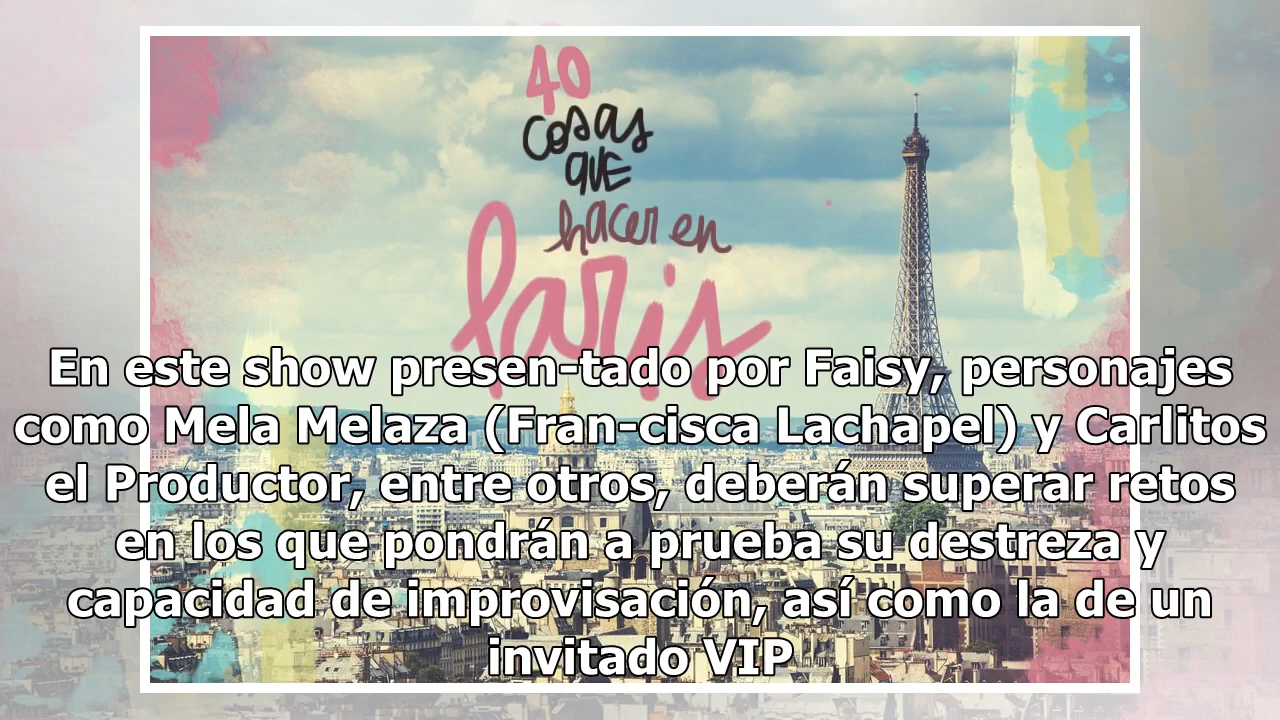 40
cosas
que
hacer en
Paris
En este show presen-tado por Faisy, personajes
como Mela Melaza (Fran-cisca Lachapel) y Carlitos
el Productor, entre otros, deberán superar retos
en los que pondrán a prueba su destreza y
capacidad de improvisación, así como la de un
invitado VIP